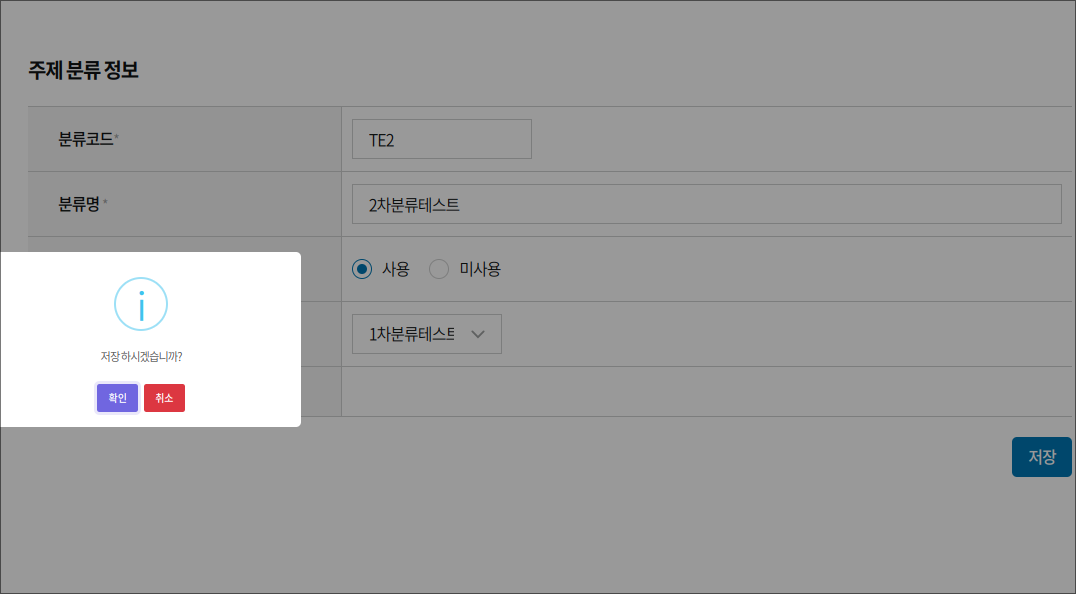 주제 분류 정보
분류코드*
TE2
분류명 *
2차분류테스트
사용
미사용
1차분류테스트
i
저장하시겠습니까?
확인
취소
저장